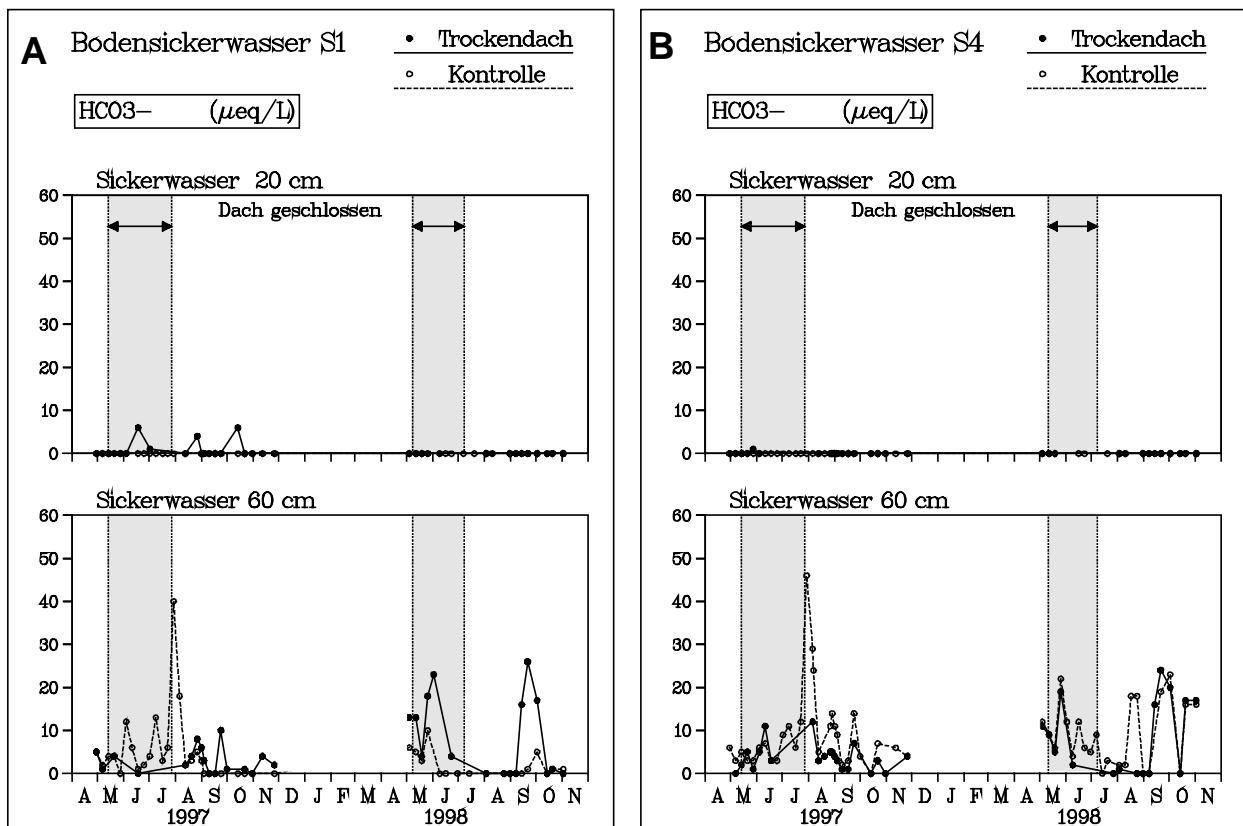 A Bodensickerwasser S1
Trockendach
Kontrolle
HCO3- (μeq/L)
Sickerwasser 20 cm
Dach geschlossen
60
50
40
30
20
10
0
Sickerwasser 60 cm
60
50
40
30
20
10
0
A M J J A S O N D J F M A M J J A S O N
1997 1998
B Bodensickerwasser S4
Trockendach
Kontrolle
HCO3- (μeq/L)
Sickerwasser 20 cm
Dach geschlossen
60
50
40
30
20
10
0
Sickerwasser 60 cm
60
50
40
30
20
10
0
A M J J A S O N D J F M A M J J A S O N
1997 1998